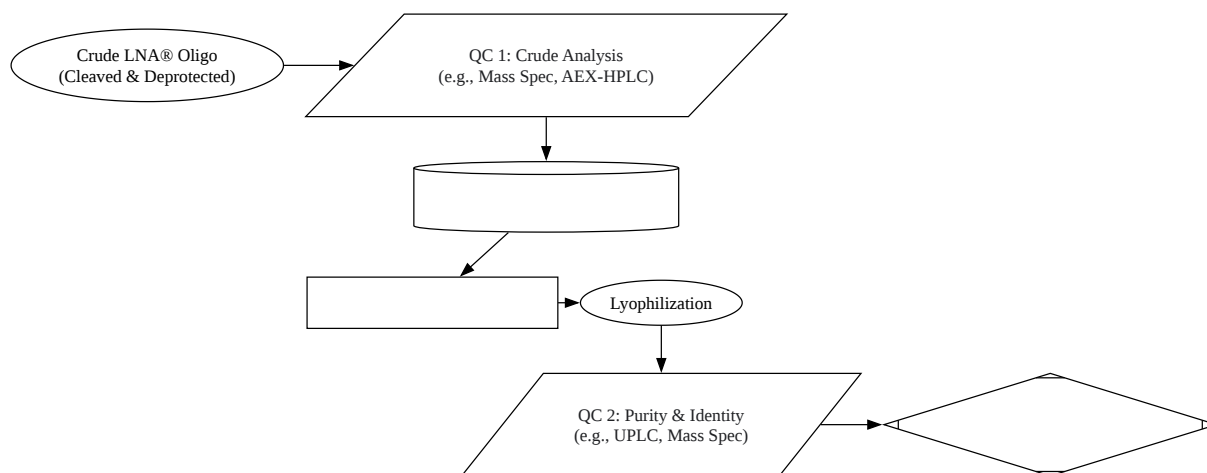 Crude LNA® Oligo
(Cleaved & Deprotected)
QC 1: Crude Analysis
(e.g., Mass Spec, AEX-HPLC)
Lyophilization
QC 2: Purity & Identity
(e.g., UPLC, Mass Spec)